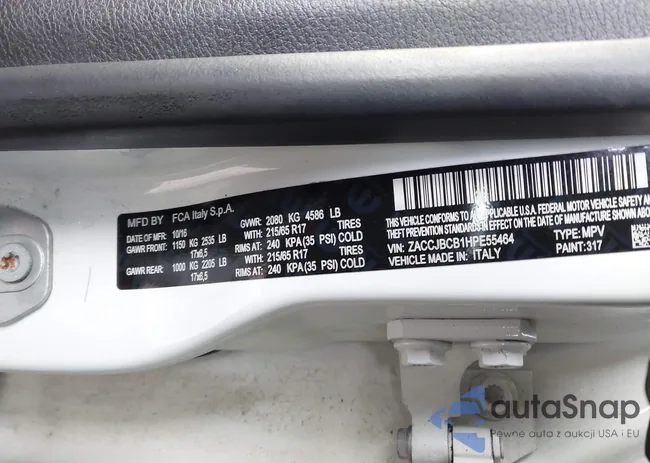 MFD BY FCA Italy S.p.A.
DATE OF MFR: 10/16 GVWR: 2080 KG 4586 LB
GAWR FRONT: 1150 KG 2535 LB WITH: 215/65 R17 TIRES
17x6,5 RIMS AT: 240 KPA (35 PSI) COLD
GAWR REAR: 1000 KG 2205 LB WITH: 215/65 R17 TIRES
17x6,5 RIMS AT: 240 KPA (35 PSI) COLD
THIS VEHICLE CONFORMS TO ALL APPLICABLE U.S.A. FEDERAL MOTOR VEHICLE SAFETY, BUMPER AND
THEFT PREVENTION STANDARDS IN EFFECT ON THE DATE OF MANUFACTURE SHOWN ABOVE.
VIN: ZACCJBCB1HPE55464 TYPE: MPV
VEHICLE MADE IN: ITALY PAINT: 317
autoSnap
Pewne auta z aukcji USA i EU